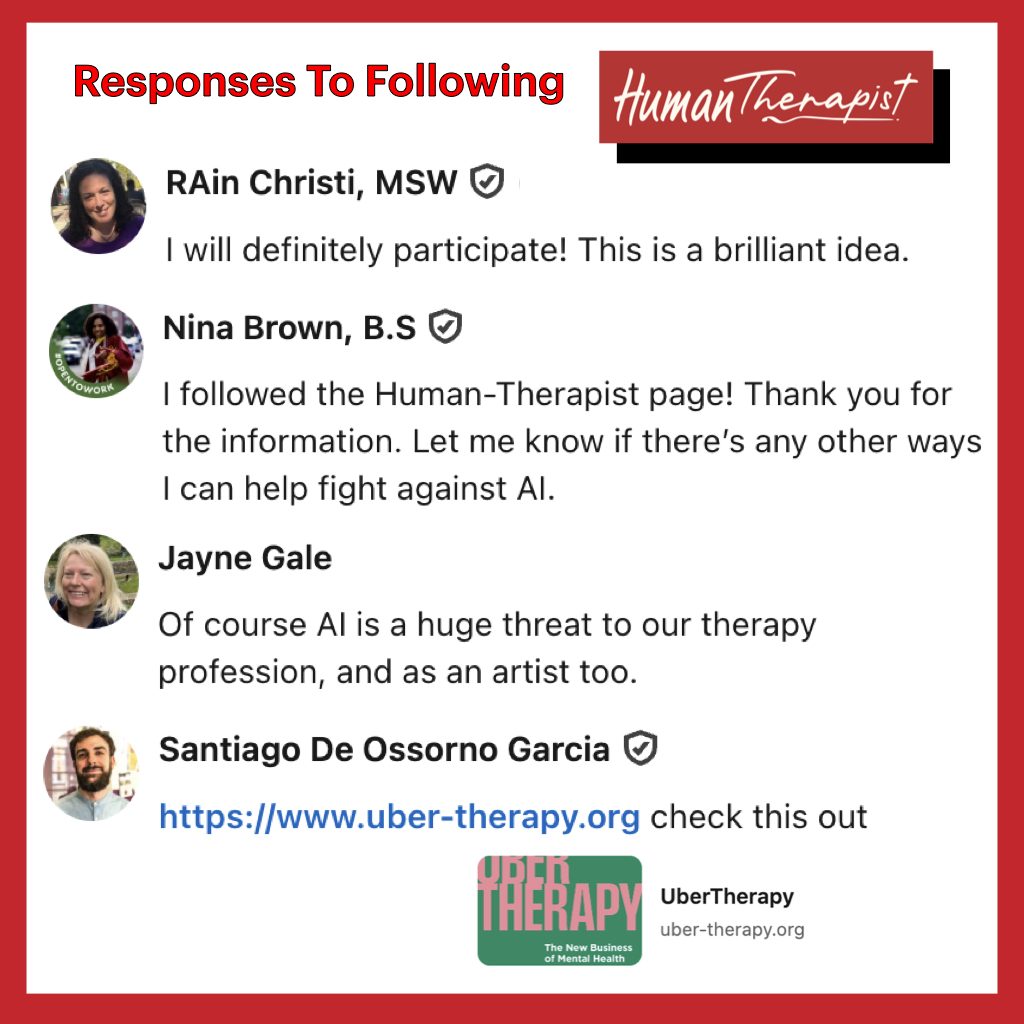 Responses To Following
HumanTherapist
RAin Christi, MSW
I will definitely participate! This is a brilliant idea.
Nina Brown, B.S
#OPENTOWORK
I followed the Human-Therapist page! Thank you for
the information. Let me know if there’s any other ways
I can help fight against AI.
Jayne Gale
Of course AI is a huge threat to our therapy
profession, and as an artist too.
Santiago De Ossorno Garcia
https://www.uber-therapy.org check this out
UBER
THERAPY
The New Business
of Mental Health
UberTherapy
uber-therapy.org